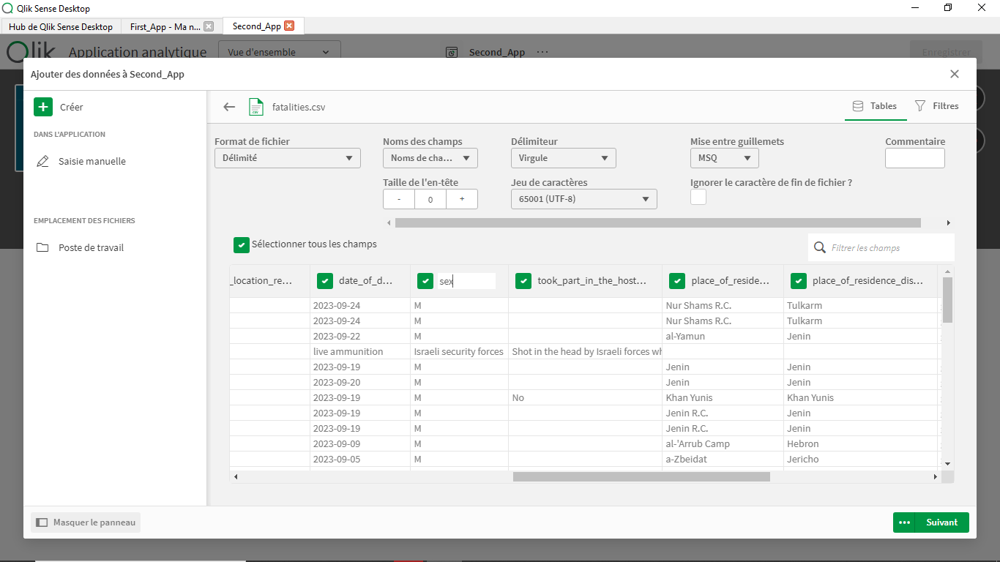 Qlik Sense Desktop
Hub de Qlik Sense Desktop
First_App - Ma n...
Second_App
Qlik
Application analytique
Vue d'ensemble
Second_App ...
Enregistrer
Ajouter des données à Second_App
Créer
DANS L'APPLICATION
Saisie manuelle
EMPLACEMENT DES FICHIERS
Poste de travail
fatalities.csv
Tables
Filtres
Format de fichier
Délimité
Noms des champs
Noms de cha...
Délimiteur
Virgule
Mise entre guillemets
MSQ
Commentaire
Taille de l'en-tête
- 0 +
Jeu de caractères
65001 (UTF-8)
Ignorer le caractère de fin de fichier ?
Sélectionner tous les champs
Filtrer les champs
_location_re... date_of_d... sex took_part_in_the_host... place_of_reside... place_of_residence_dis...
2023-09-24 M Nur Shams R.C. Tulkarm
2023-09-24 M Nur Shams R.C. Tulkarm
2023-09-22 M al-Yamun Jenin
live ammunition Israeli security forces Shot in the head by Israeli forces
2023-09-19 M Jenin Jenin
2023-09-20 M Jenin Jenin
2023-09-19 M No Khan Yunis Khan Yunis
2023-09-19 M Jenin R.C. Jenin
2023-09-19 M Jenin R.C. Jenin
2023-09-09 M al-'Arrub Camp Hebron
2023-09-05 M a-Zbeidat Jericho
Masquer le panneau
Suivant